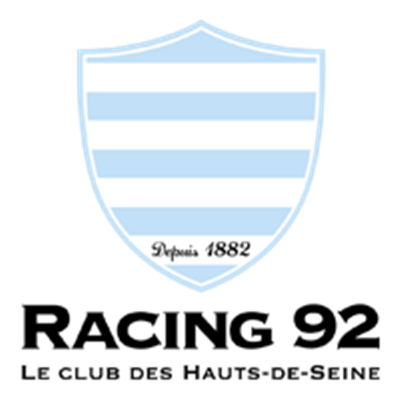 Depuis 1882
RACING 92
LE CLUB DES HAUTS-DE-SEINE